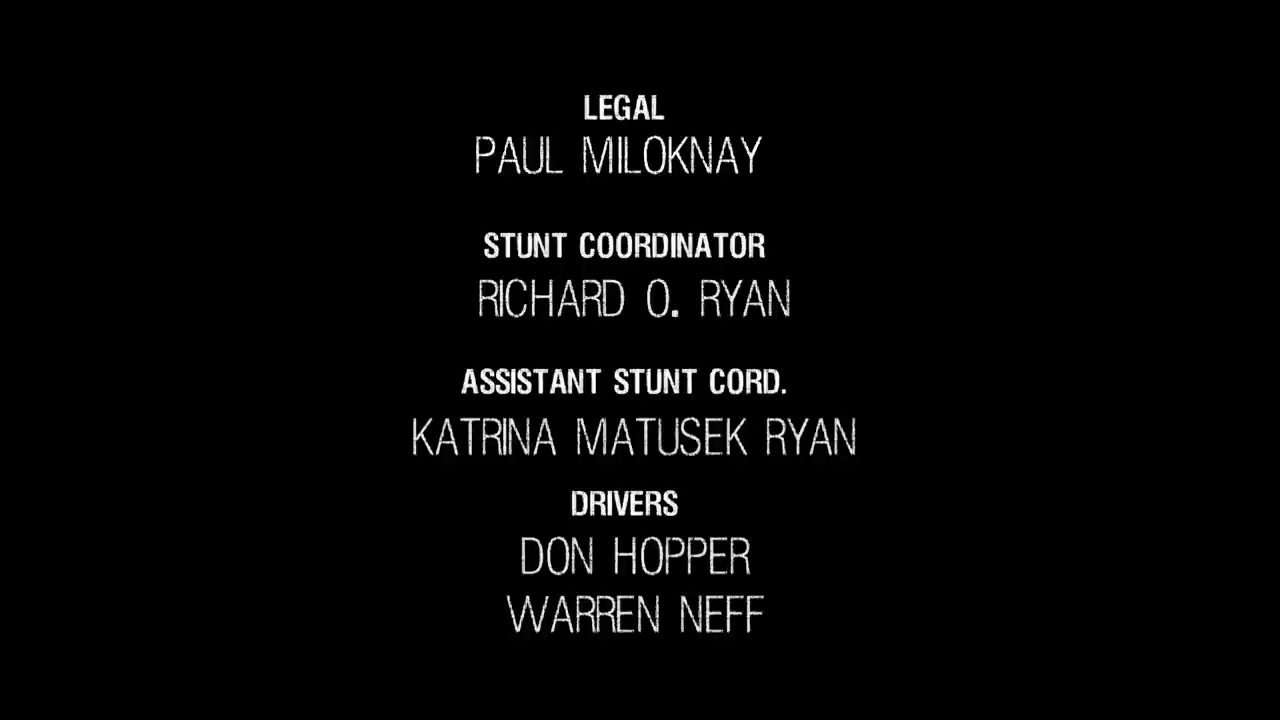 LEGAL
PAUL MILOKNAY
STUNT COORDINATOR
RICHARD O. RYAN
ASSISTANT STUNT CORD.
KATRINA MATUSEK RYAN
DRIVERS
DON HOPPER
WARREN NEFF